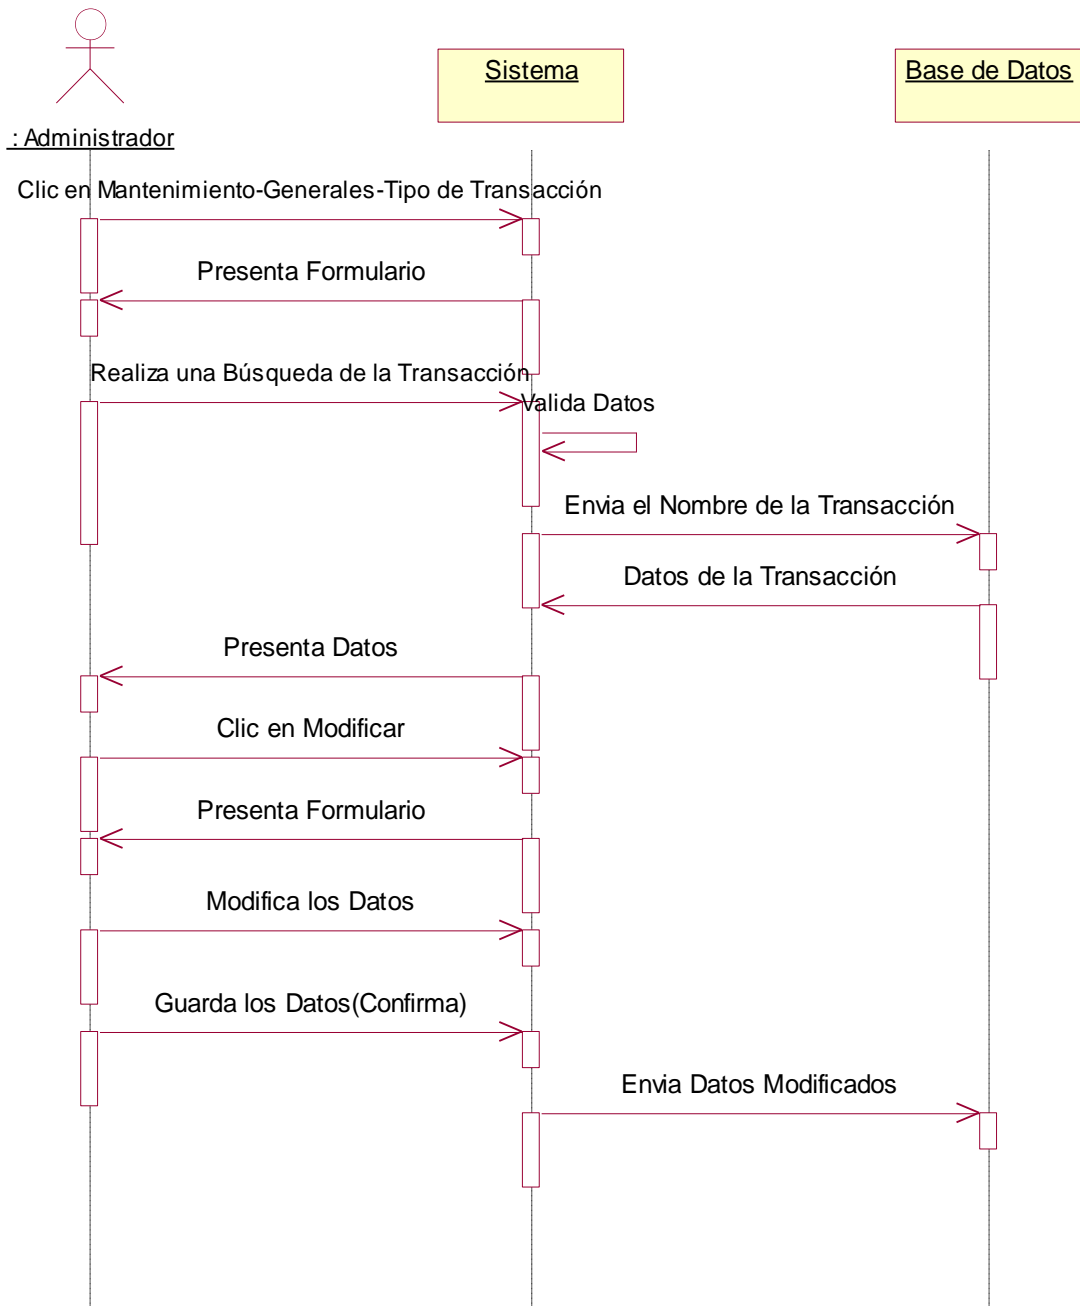 Sistema
Base de Datos
: Administrador
Clic en Mantenimiento-Generales-Tipo de Transacción
Presenta Formulario
Realiza una Búsqueda de la Transacción
Valida Datos
Envia el Nombre de la Transacción
Datos de la Transacción
Presenta Datos
Clic en Modificar
Presenta Formulario
Modifica los Datos
Guarda los Datos(Confirma)
Envia Datos Modificados